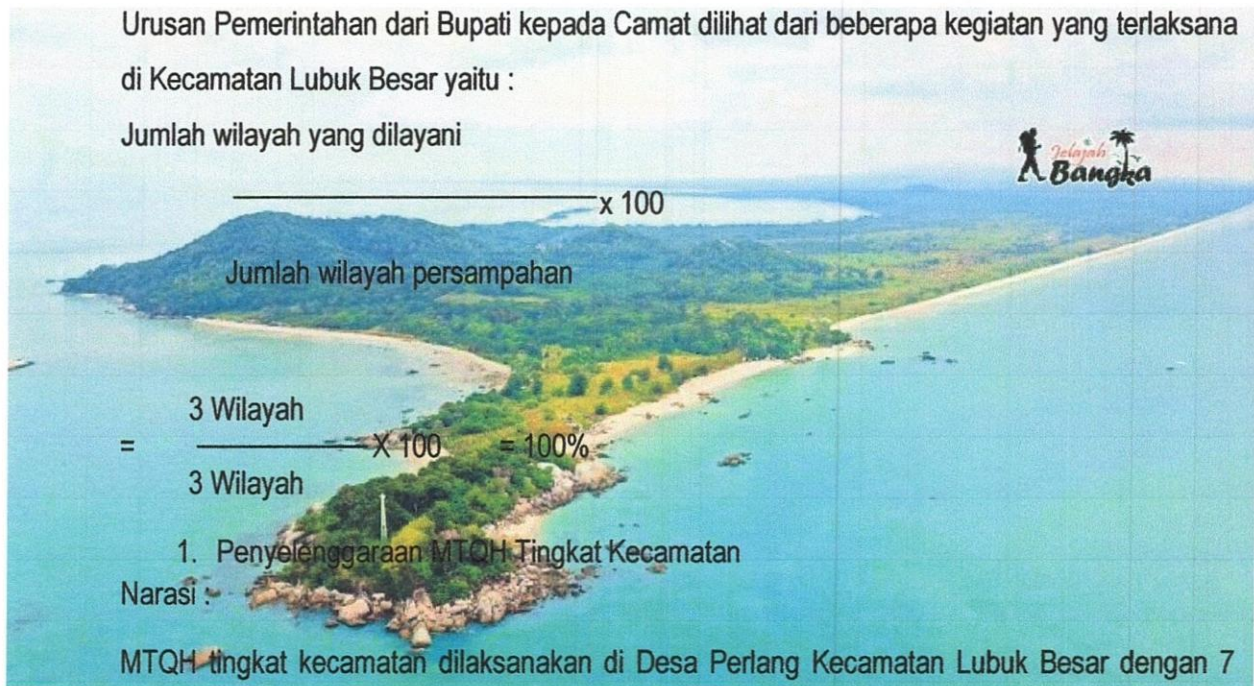 Urusan Pemerintahan dari Bupati kepada Camat dilihat dari beberapa kegiatan yang terlaksana
di Kecamatan Lubuk Besar yaitu :
Jumlah wilayah yang dilayani
Jelajah
Bangka
x 100
Jumlah wilayah persampahan
3 Wilayah
= X 100 = 100%
3 Wilayah
1. Penyelenggaraan MTQH Tingkat Kecamatan
Narasi :
MTQH tingkat kecamatan dilaksanakan di Desa Perlang Kecamatan Lubuk Besar dengan 7